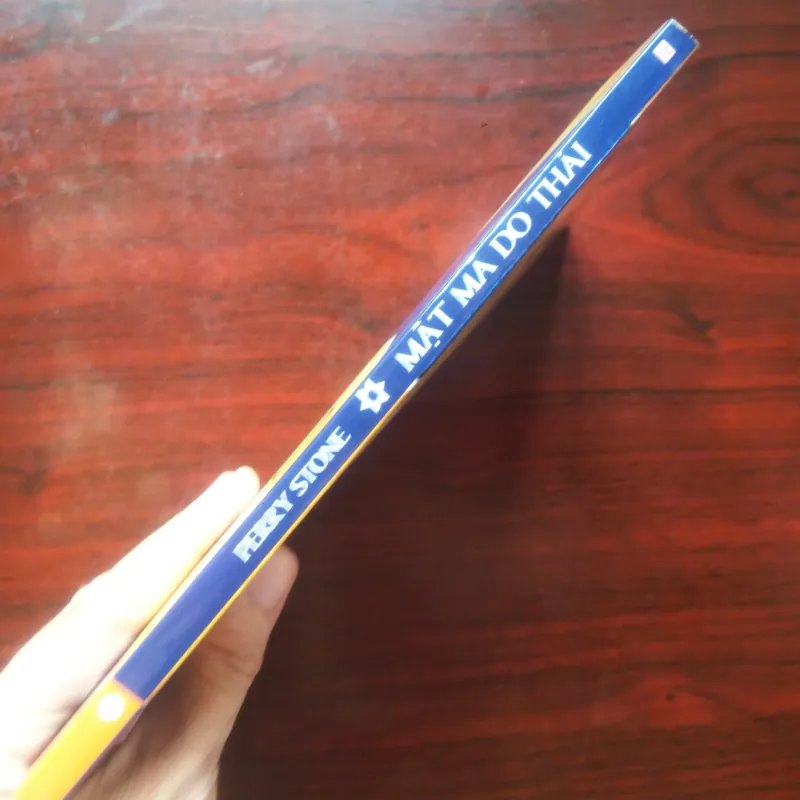 PERRY STONE
MẬT MÃ DO THÁI